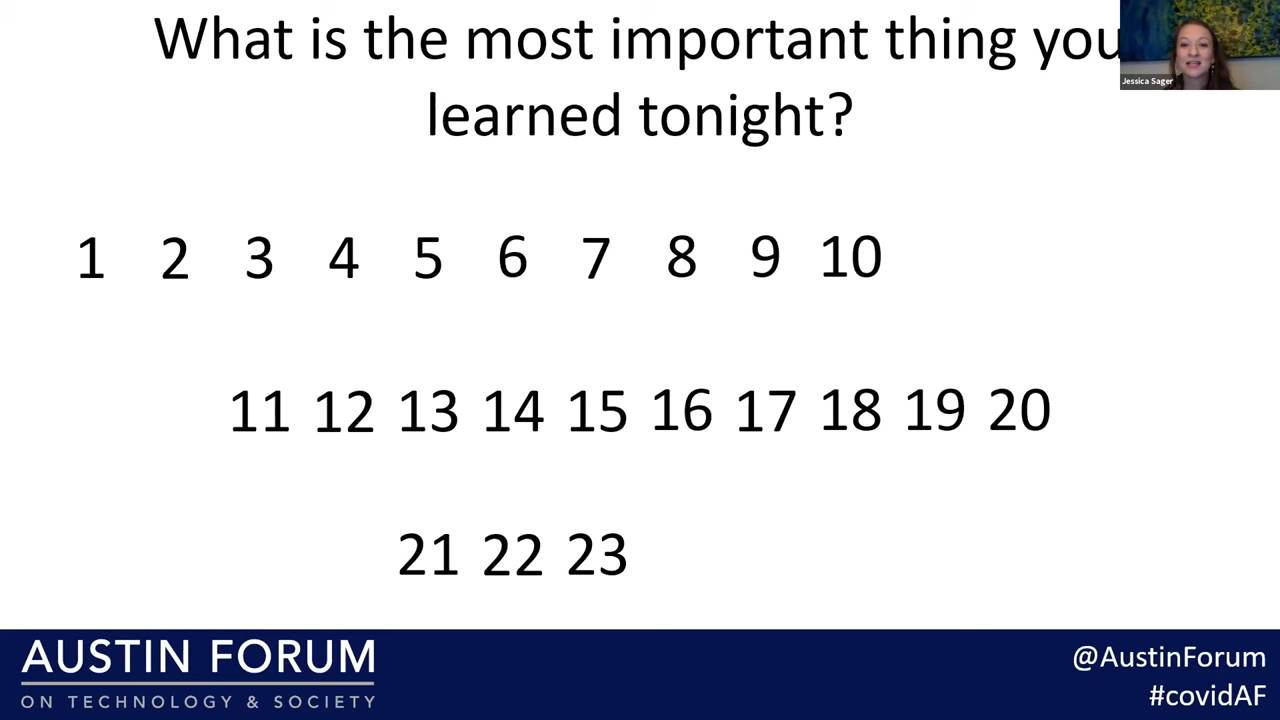 What is the most important thing you
learned tonight?
Jessica Sager
1 2 3 4 5 6 7 8 9 10
11 12 13 14 15 16 17 18 19 20
21 22 23
AUSTIN FORUM
ON TECHNOLOGY & SOCIETY
@AustinForum
#covidAF